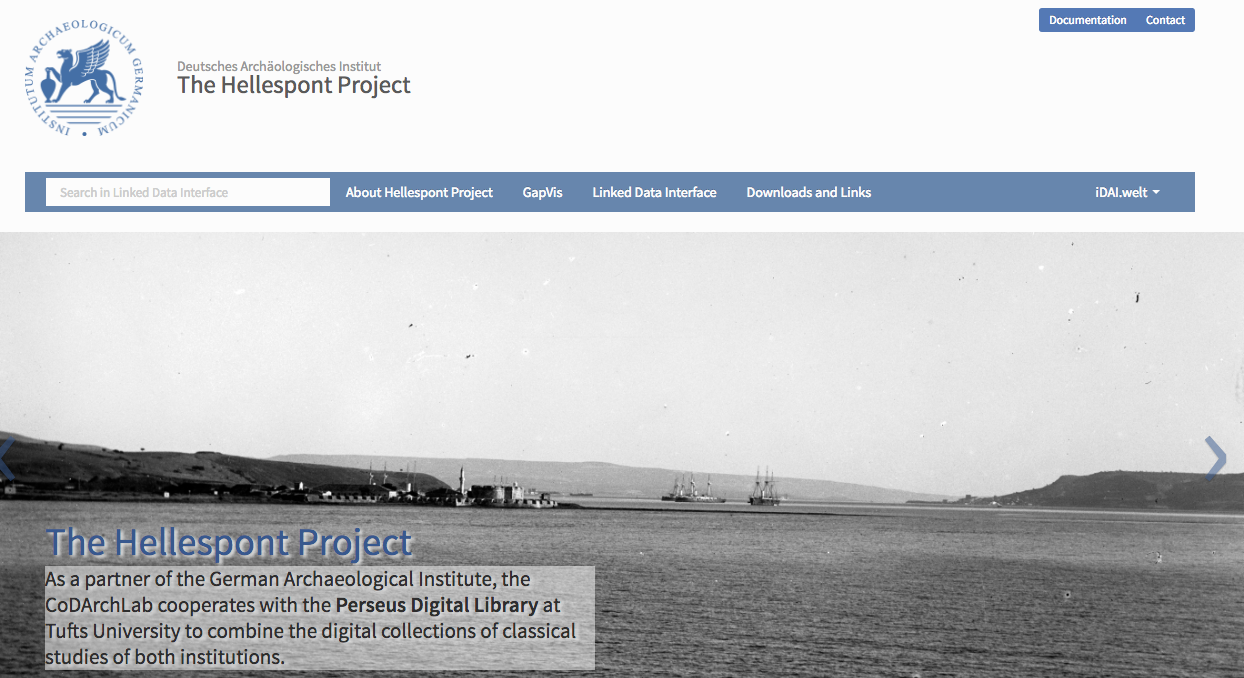 INSTITUTUM ARCHAEOLOGICUM GERMANICUM
Documentation Contact
Deutsches Archäologisches Institut
The Hellespont Project
Search in Linked Data Interface About Hellespont Project GapVis Linked Data Interface Downloads and Links iDAI.welt
The Hellespont Project
As a partner of the German Archaeological Institute, the
CoDArchLab cooperates with the Perseus Digital Library at
Tufts University to combine the digital collections of classical
studies of both institutions.